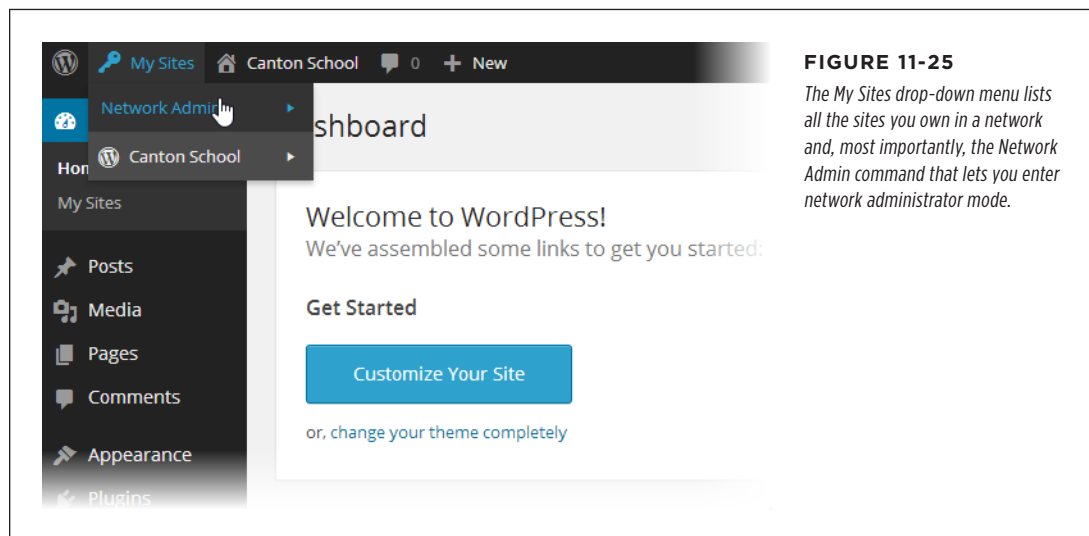 My Sites Canton School 0 + New
Network Admin
Canton School
shboard
Hom
My Sites
Posts
Media
Pages
Comments
Appearance
Plugins
Welcome to WordPress!
We've assembled some links to get you started:
Get Started
Customize Your Site
or, change your theme completely
FIGURE 11-25
The My Sites drop-down menu lists
all the sites you own in a network
and, most importantly, the Network
Admin command that lets you enter
network administrator mode.